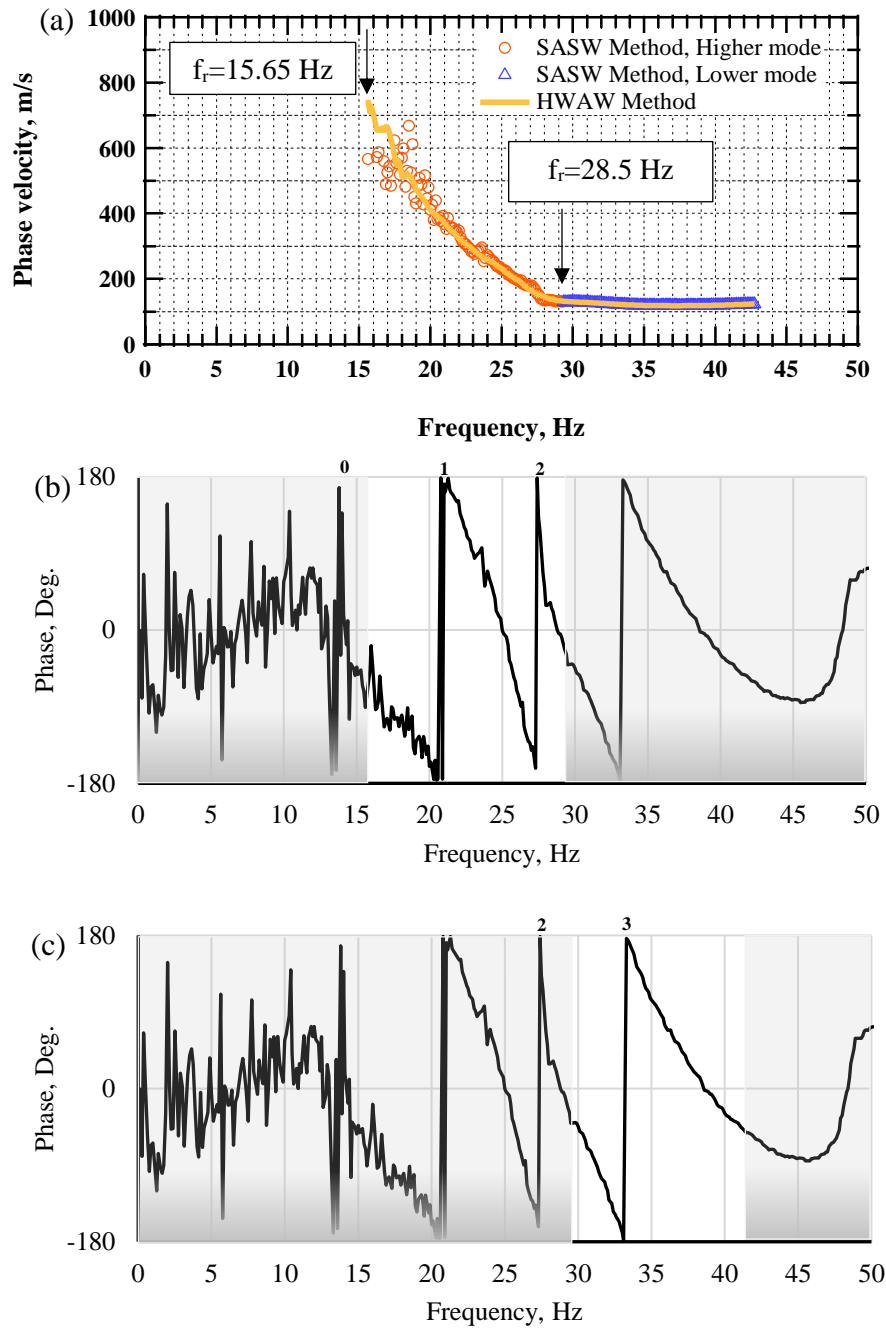 (a)
1000
800
600
400
200
0
Phase velocity, m/s
fr=15.65 Hz
SASW Method, Higher mode
SASW Method, Lower mode
HWAW Method
fr=28.5 Hz
0 5 10 15 20 25 30 35 40 45 50
Frequency, Hz
(b)
0 1 2
180
0
-180
Phase, Deg.
0 5 10 15 20 25 30 35 40 45 50
Frequency, Hz
(c)
2 3
180
0
-180
Phase, Deg.
0 5 10 15 20 25 30 35 40 45 50
Frequency, Hz